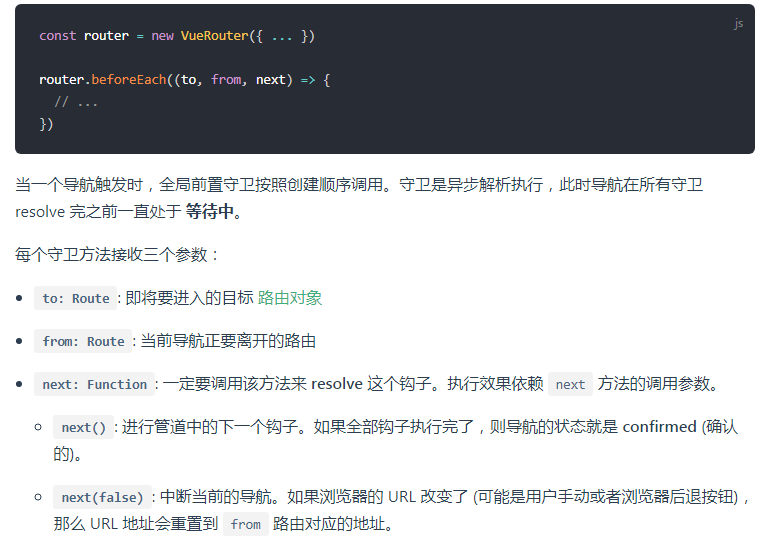 js
const router = new VueRouter({ ... })
router.beforeEach((to, from, next) => {
// ...
})
当一个导航触发时，全局前置守卫按照创建顺序调用。守卫是异步解析执行，此时导航在所有守卫
resolve 完之前一直处于 等待中。
每个守卫方法接收三个参数：
• to: Route : 即将要进入的目标 路由对象
• from: Route : 当前导航正要离开的路由
• next: Function : 一定要调用该方法来 resolve 这个钩子。执行效果依赖 next 方法的调用参数。
◦ next() : 进行管道中的下一个钩子。如果全部钩子执行完了，则导航的状态就是 confirmed (确认
的)。
◦ next(false) : 中断当前的导航。如果浏览器的 URL 改变了 (可能是用户手动或者浏览器后退按钮)，
那么 URL 地址会重置到 from 路由对应的地址。